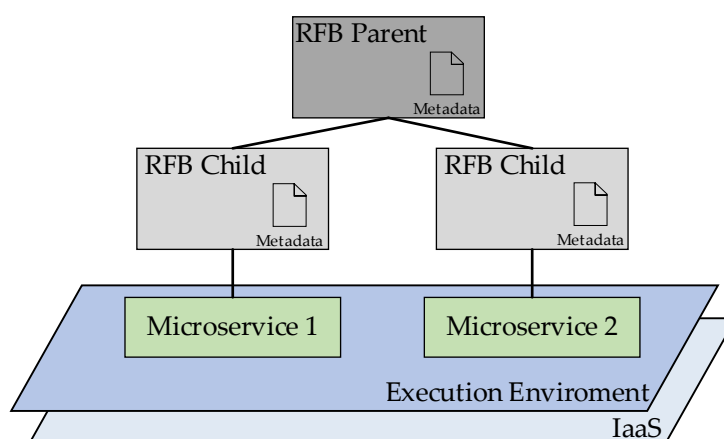 RFB Parent
Metadata
RFB Child
Metadata
RFB Child
Metadata
Microservice 1
Microservice 2
Execution Enviroment
IaaS